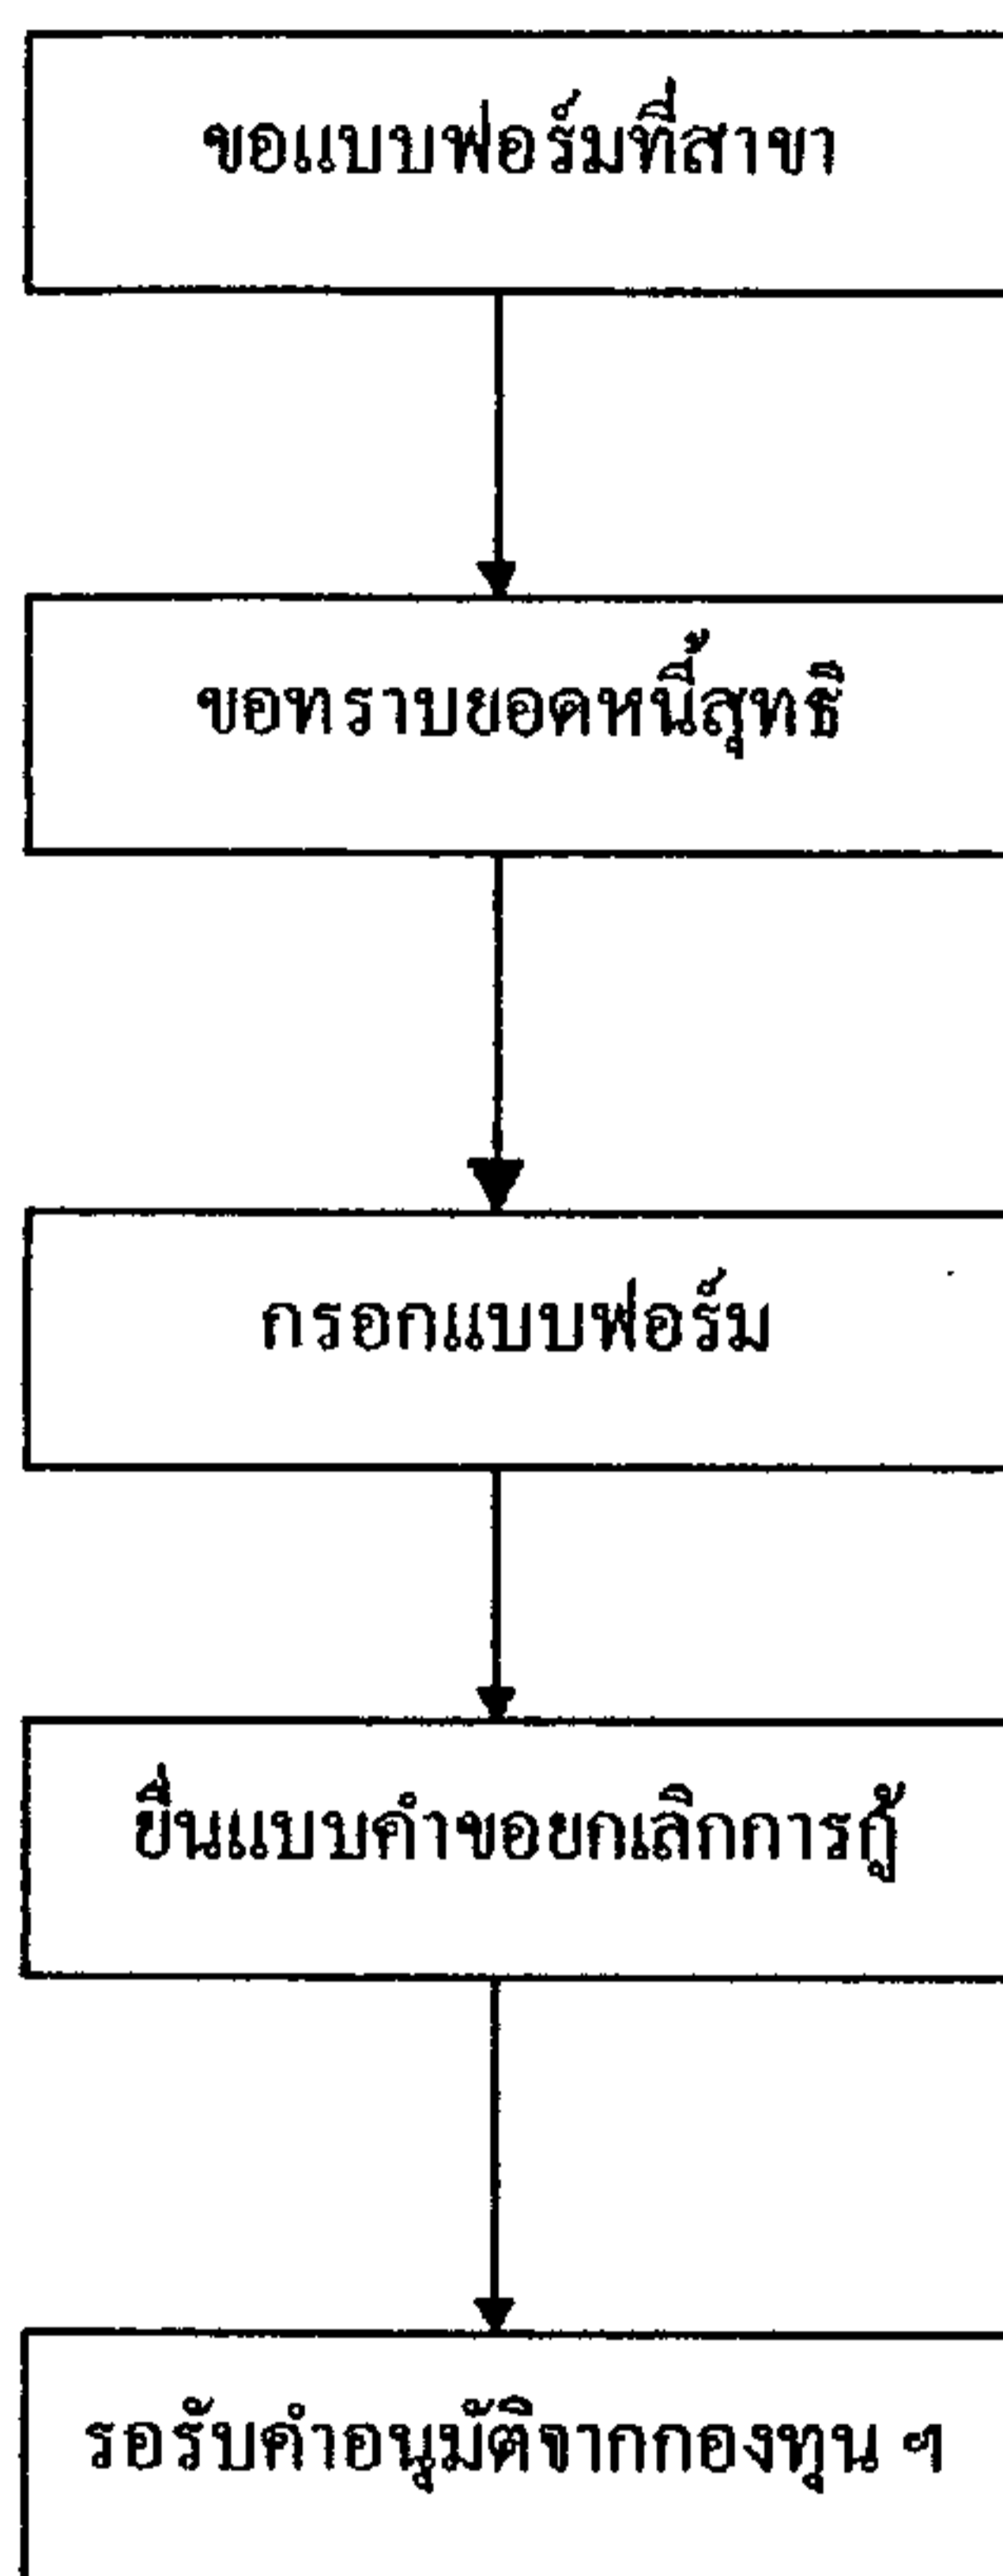 ขอแบบฟอร์มที่สาขา
ขอทราบยอดหนี้สุทธิ
กรอกแบบฟอร์ม
ยื่นแบบคำขอยกเลิกการกู้
รอรับคำอนุมัติจากกองทุน ฯ